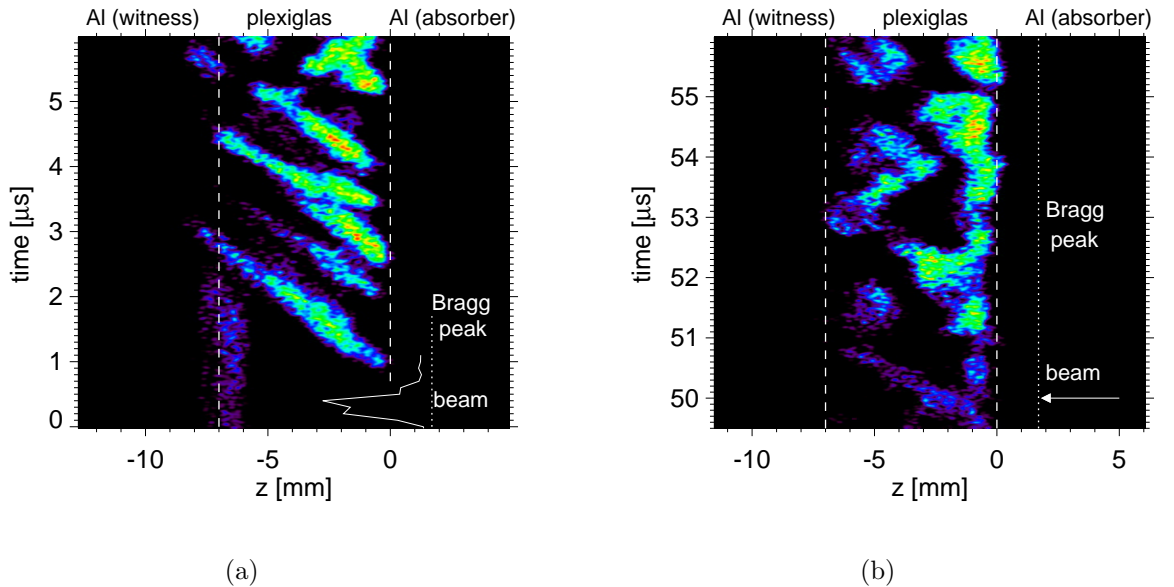 Al (witness) plexiglas Al (absorber)
time [µs]
5
4
3
2
1
0
Bragg
peak
beam
-10 -5 0
z [mm]
(a)
Al (witness) plexiglas Al (absorber)
time [µs]
55
54
53
52
51
50
Bragg
peak
beam
-10 -5 0 5
z [mm]
(b)